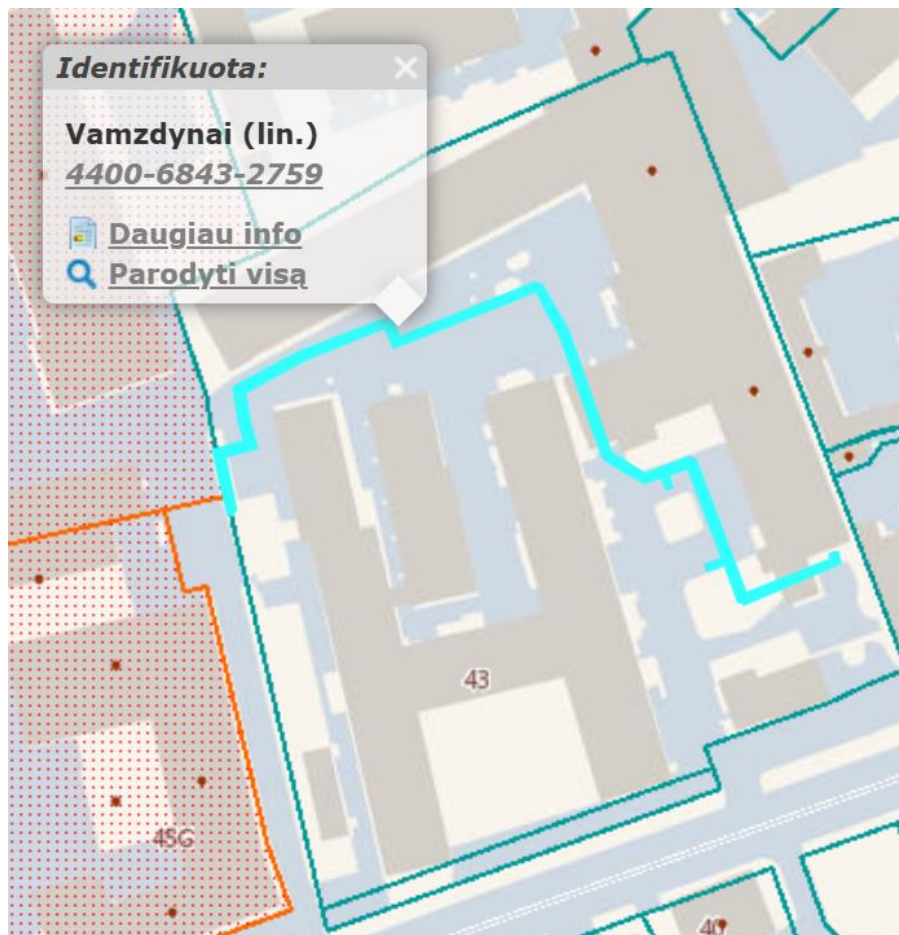 Identifikuota:
Vamzdynai (lin.)
4400-6843-2759
Daugiau info
Parodyti visą
43
45G
40